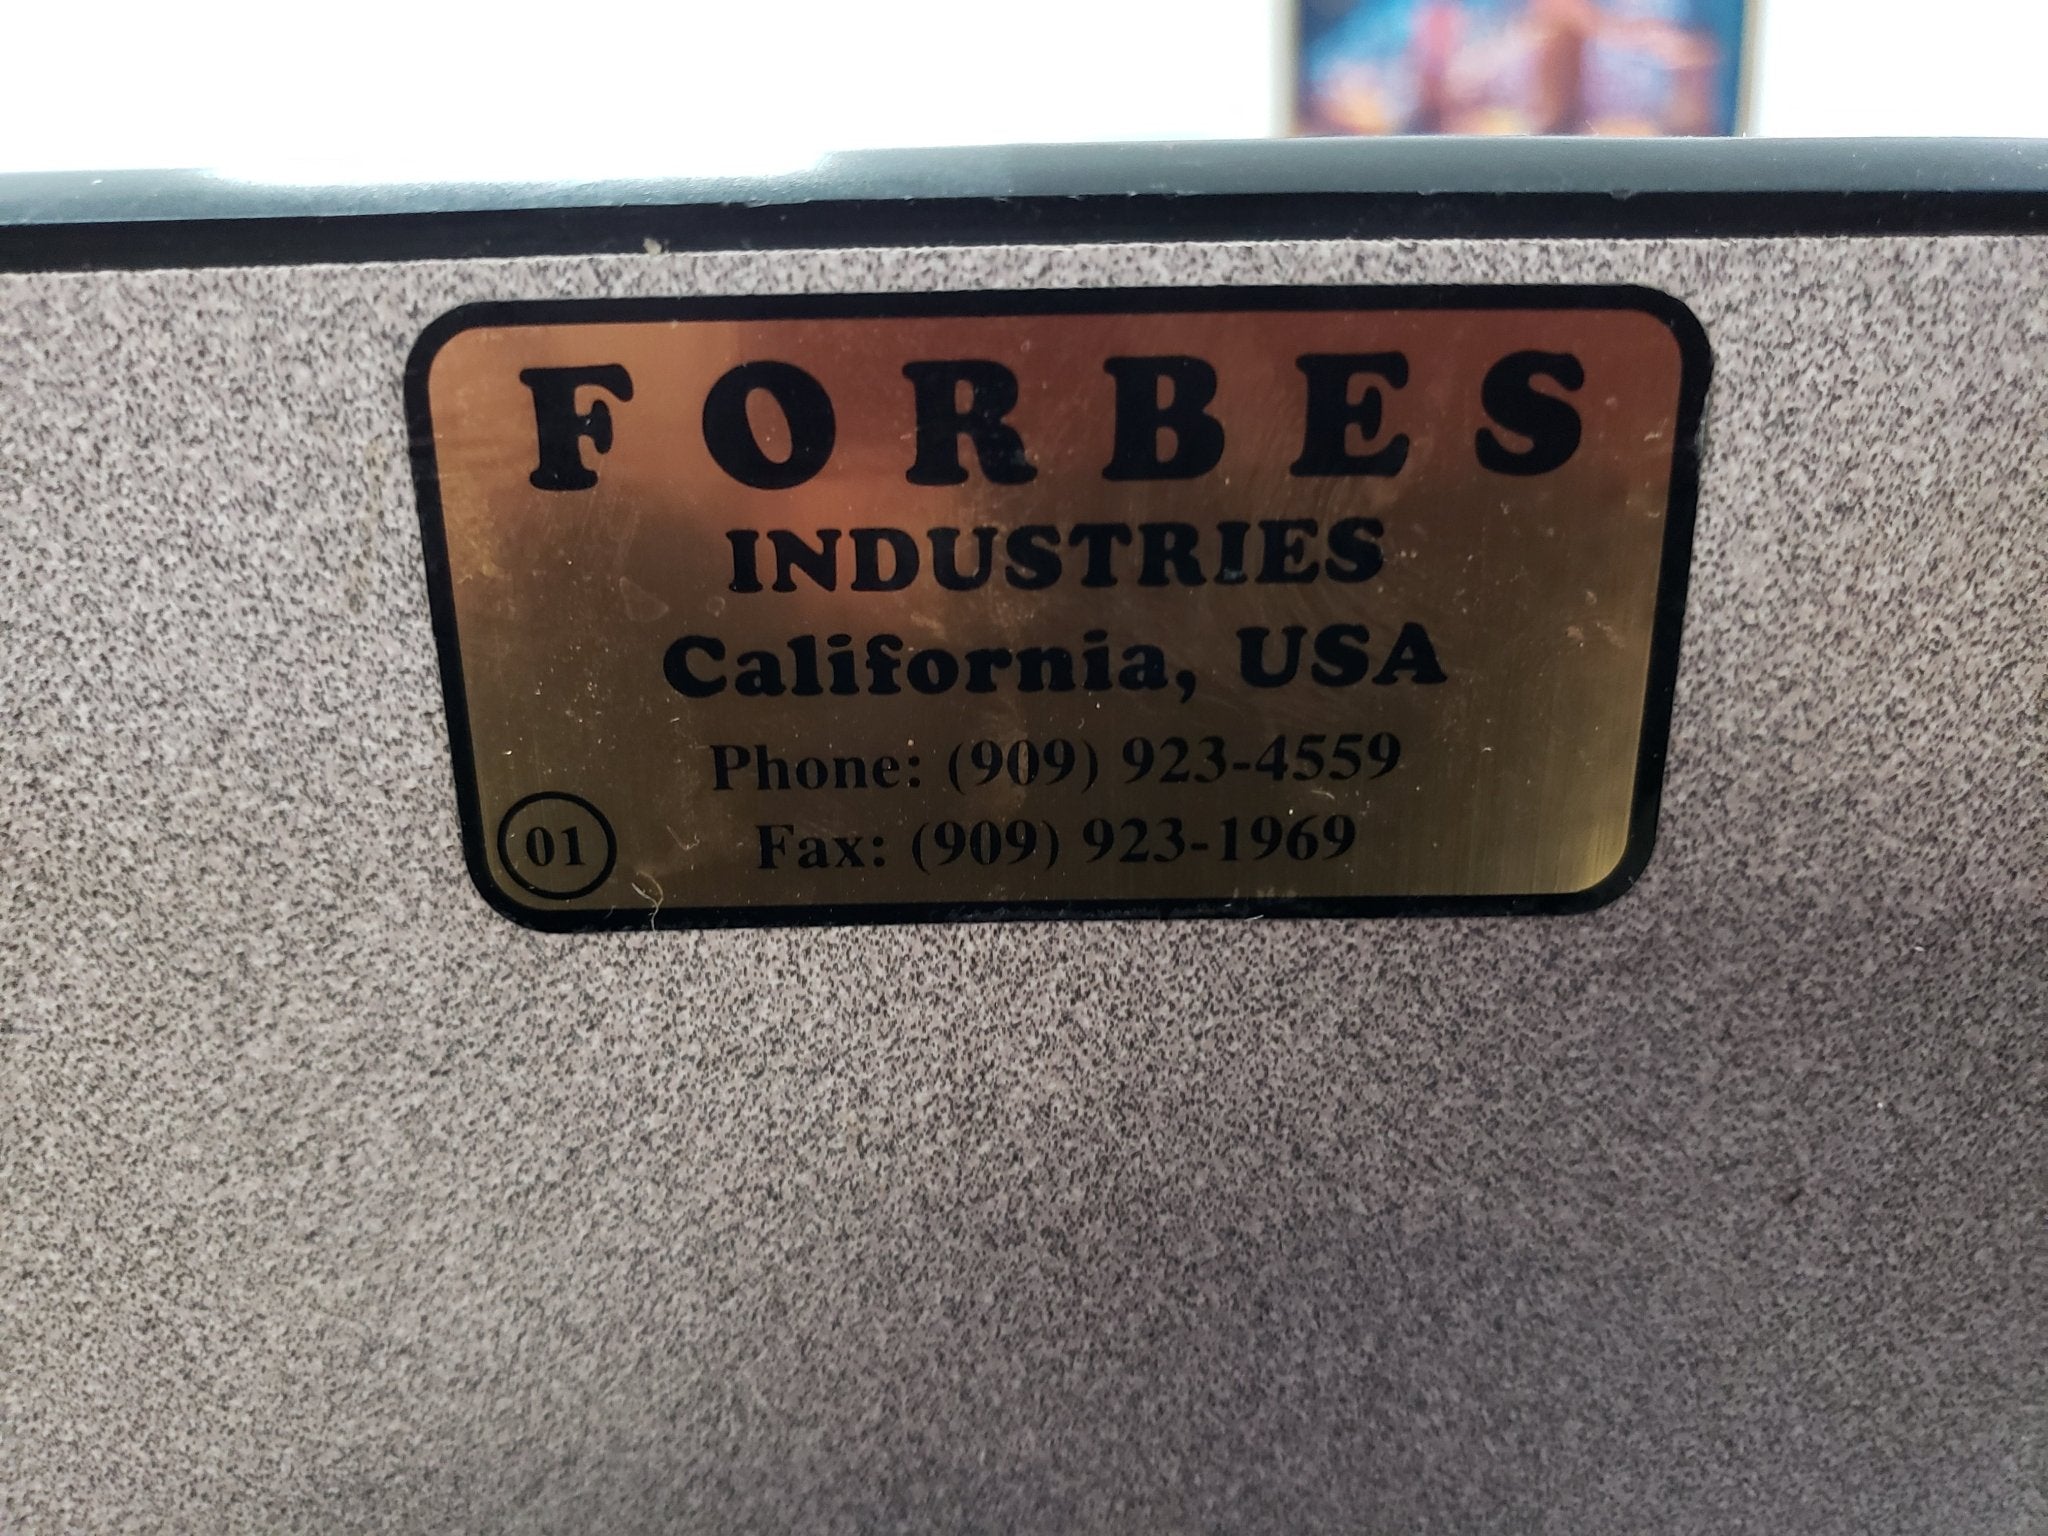 FORBES
INDUSTRIES
California, USA
Phone: (909) 923-4559
Fax: (909) 923-1969
01